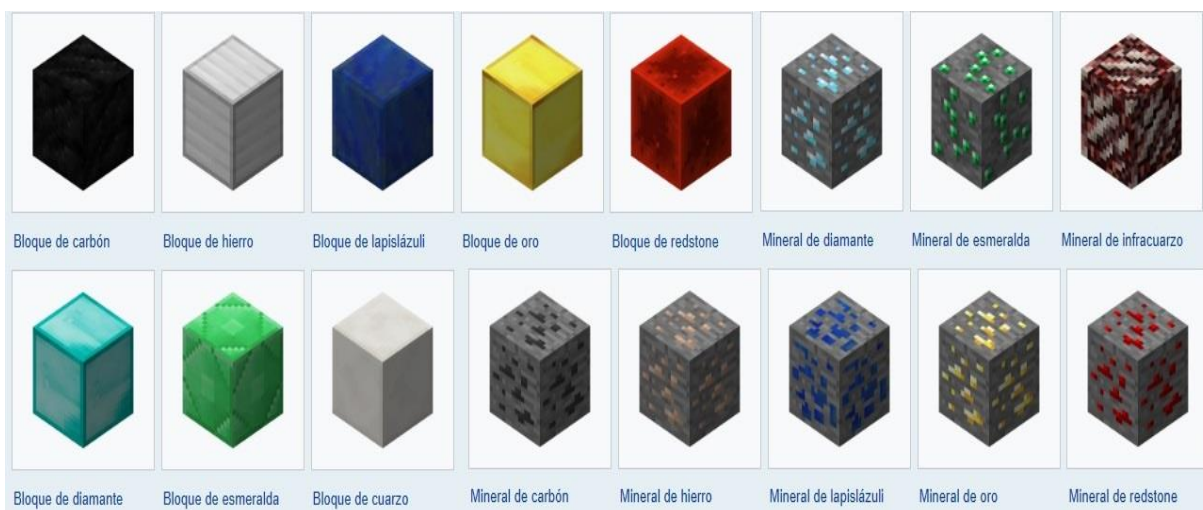 Bloque de carbón
Bloque de hierro
Bloque de lapislázuli
Bloque de oro
Bloque de redstone
Mineral de diamante
Mineral de esmeralda
Mineral de infracuarzo
Bloque de diamante
Bloque de esmeralda
Bloque de cuarzo
Mineral de carbón
Mineral de hierro
Mineral de lapislázuli
Mineral de oro
Mineral de redstone